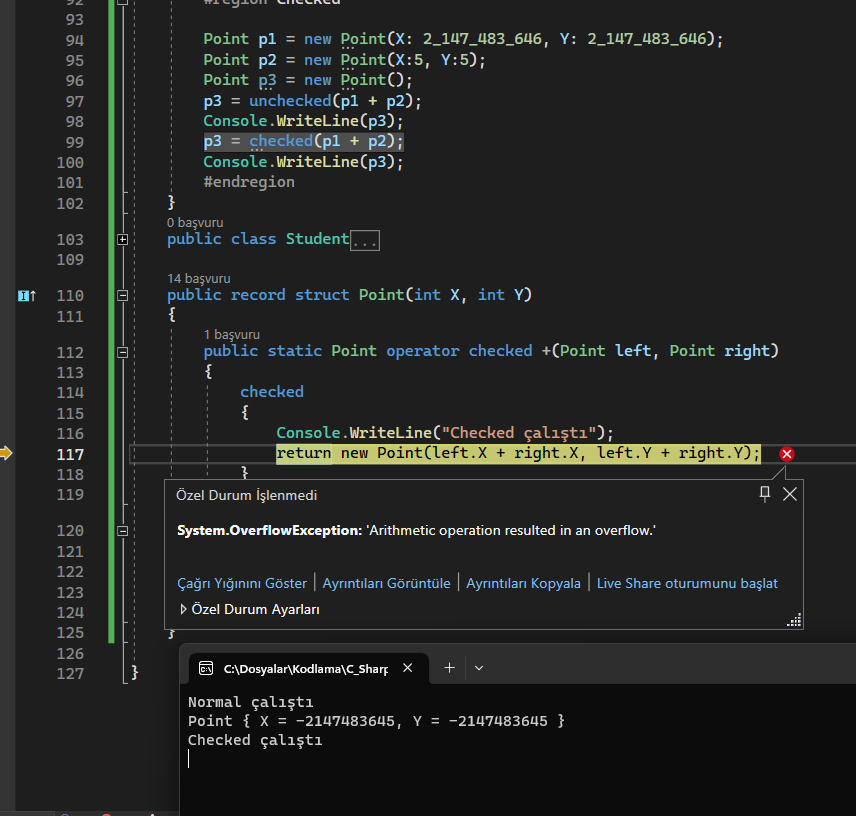 92 #region Checked
93
94 Point p1 = new Point(X: 2_147_483_646, Y: 2_147_483_646);
95 Point p2 = new Point(X:5, Y:5);
96 Point p3 = new Point();
97 p3 = unchecked(p1 + p2);
98 Console.WriteLine(p3);
99 p3 = checked(p1 + p2);
100 Console.WriteLine(p3);
101 #endregion
102 }
0 başvuru
103 public class Student...
109
14 başvuru
110 public record struct Point(int X, int Y)
111 {
1 başvuru
112 public static Point operator checked +(Point left, Point right)
113 {
114 checked
115 {
116 Console.WriteLine("Checked çalıştı");
117 return new Point(left.X + right.X, left.Y + right.Y);
118 }
119
Özel Durum İşlenmedi
System.OverflowException: 'Arithmetic operation resulted in an overflow.'
Çağrı Yığınını Göster | Ayrıntıları Görüntüle | Ayrıntıları Kopyala | Live Share oturumunu başlat
Özel Durum Ayarları
120
121
122
123
124
125 }
126
127 }
C:\Dosyalar\Kodlama\C_Sharp
Normal çalıştı
Point { X = -2147483645, Y = -2147483645 }
Checked çalıştı